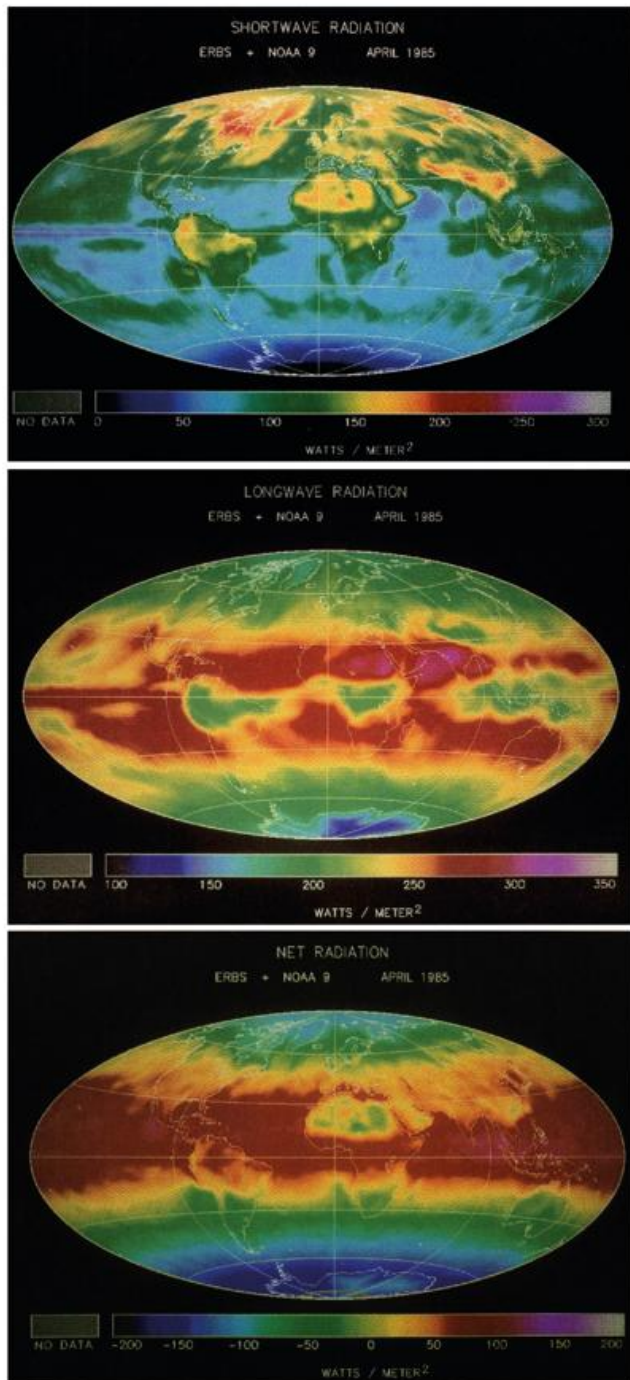 SHORTWAVE RADIATION
ERBS + NOAA 9 APRIL 1985
NO DATA 0 50 100 150 200 -250 300
WATTS / METER2
LONGWAVE RADIATION
ERBS + NOAA 9 APRIL 1985
NO DATA 100 150 200 250 300 350
WATTS / METER2
NET RADIATION
ERBS + NOAA 9 APRIL 1985
NO DATA -200 -150 -100 -50 0 50 100 150 200
WATTS / METER2